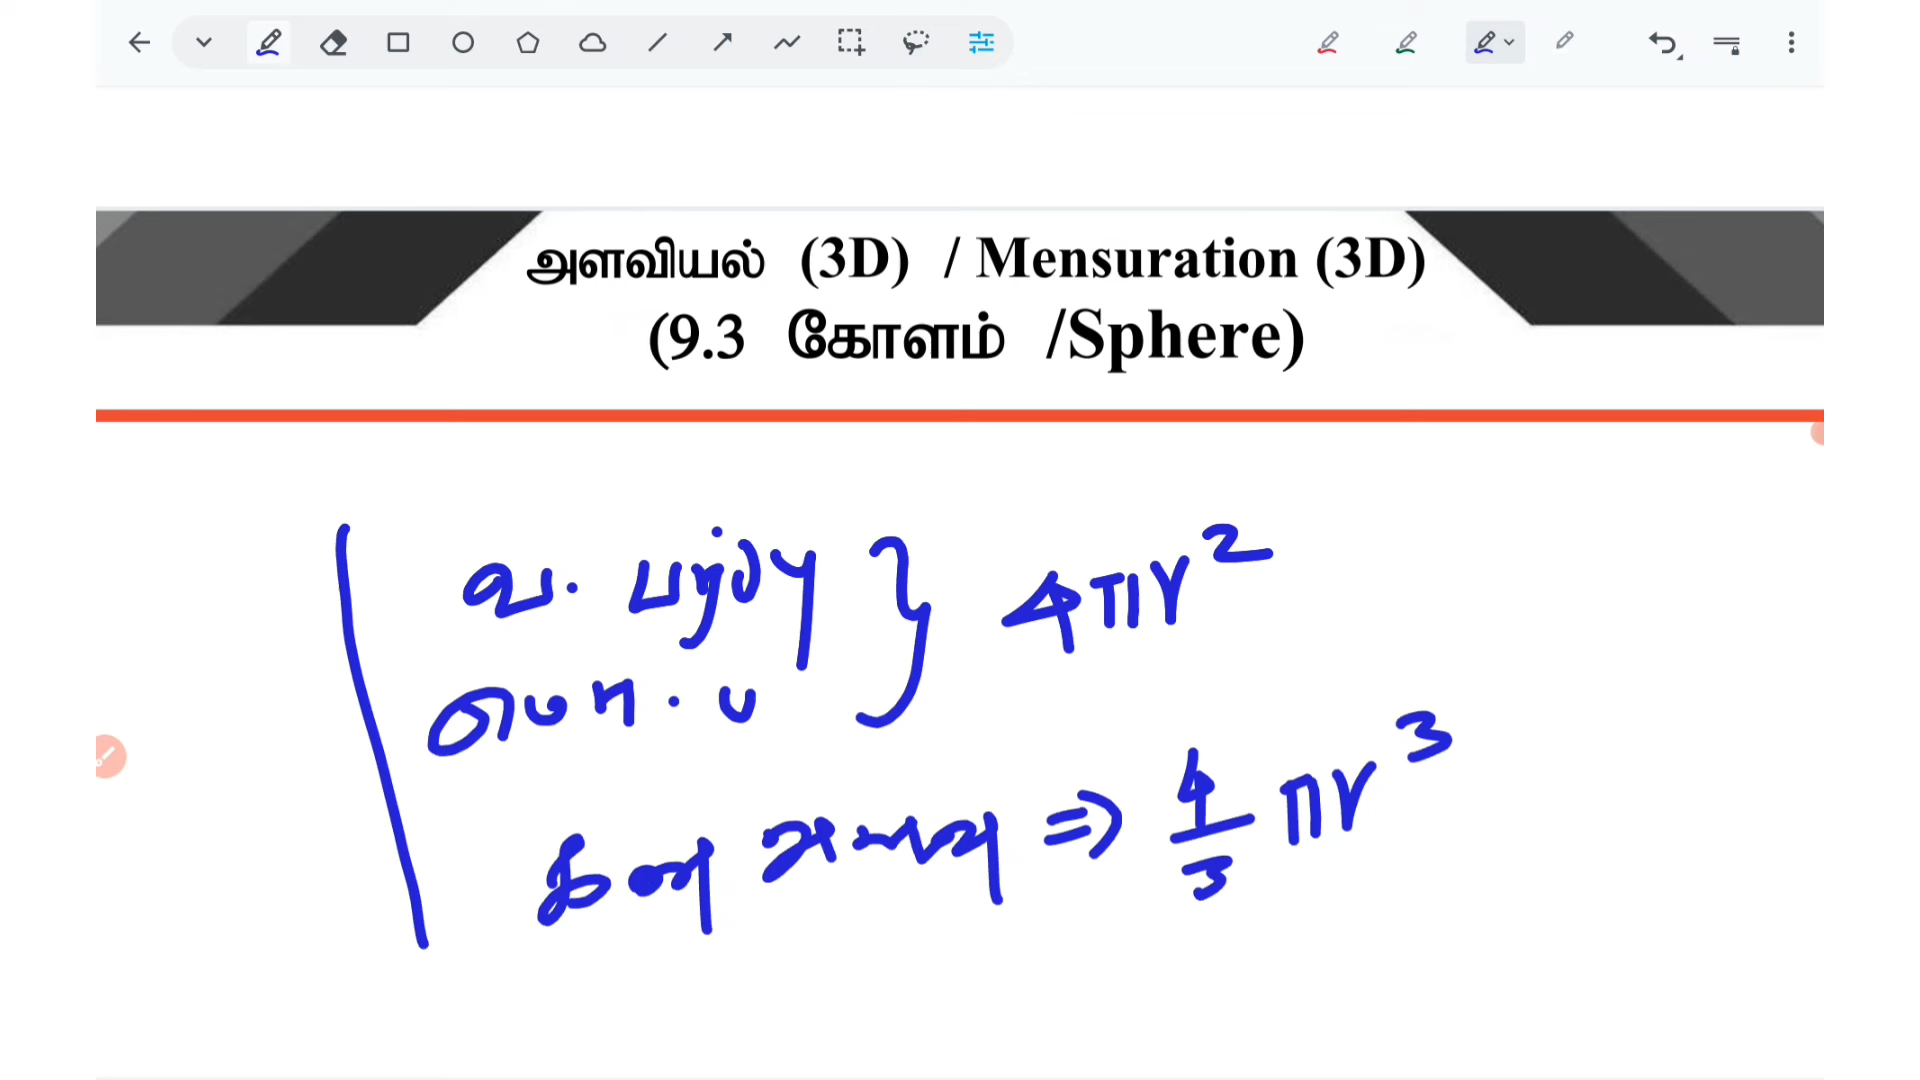 அளவியல் (3D) / Mensuration (3D)
(9.3 கோளம் /Sphere)
வ. பரப்பு } 4πr²
மொ. ப
கன அளவு ⇒ 4/3 πr³